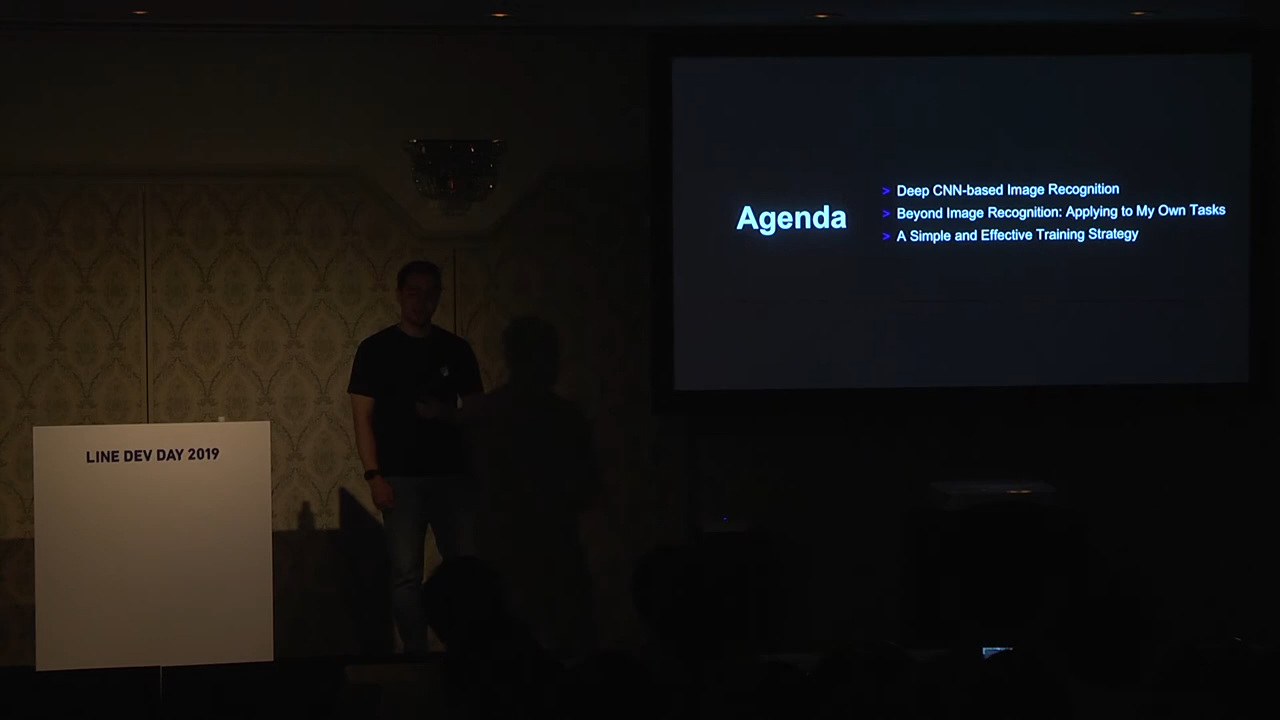 LINE DEV DAY 2019
Agenda
> Deep CNN-based Image Recognition
> Beyond Image Recognition: Applying to My Own Tasks
> A Simple and Effective Training Strategy